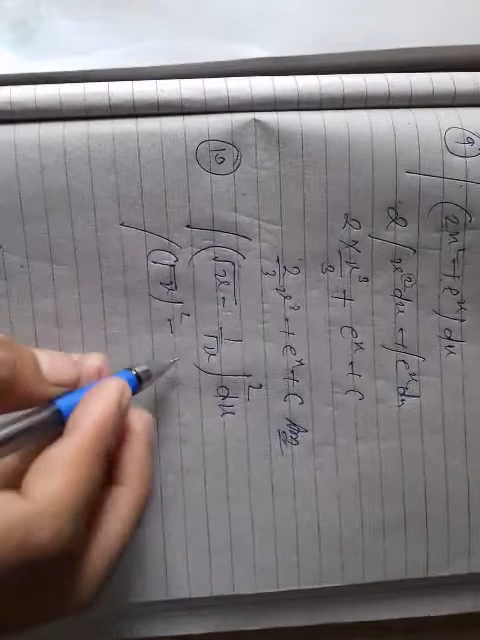 9 ∫(2x² + eˣ) dx
2∫x² dx + ∫eˣ dx
2 × x³/3 + eˣ + C
2/3 x³ + eˣ + C Ans
10 ∫(√x - 1/√x)² dx
∫(√x)² -